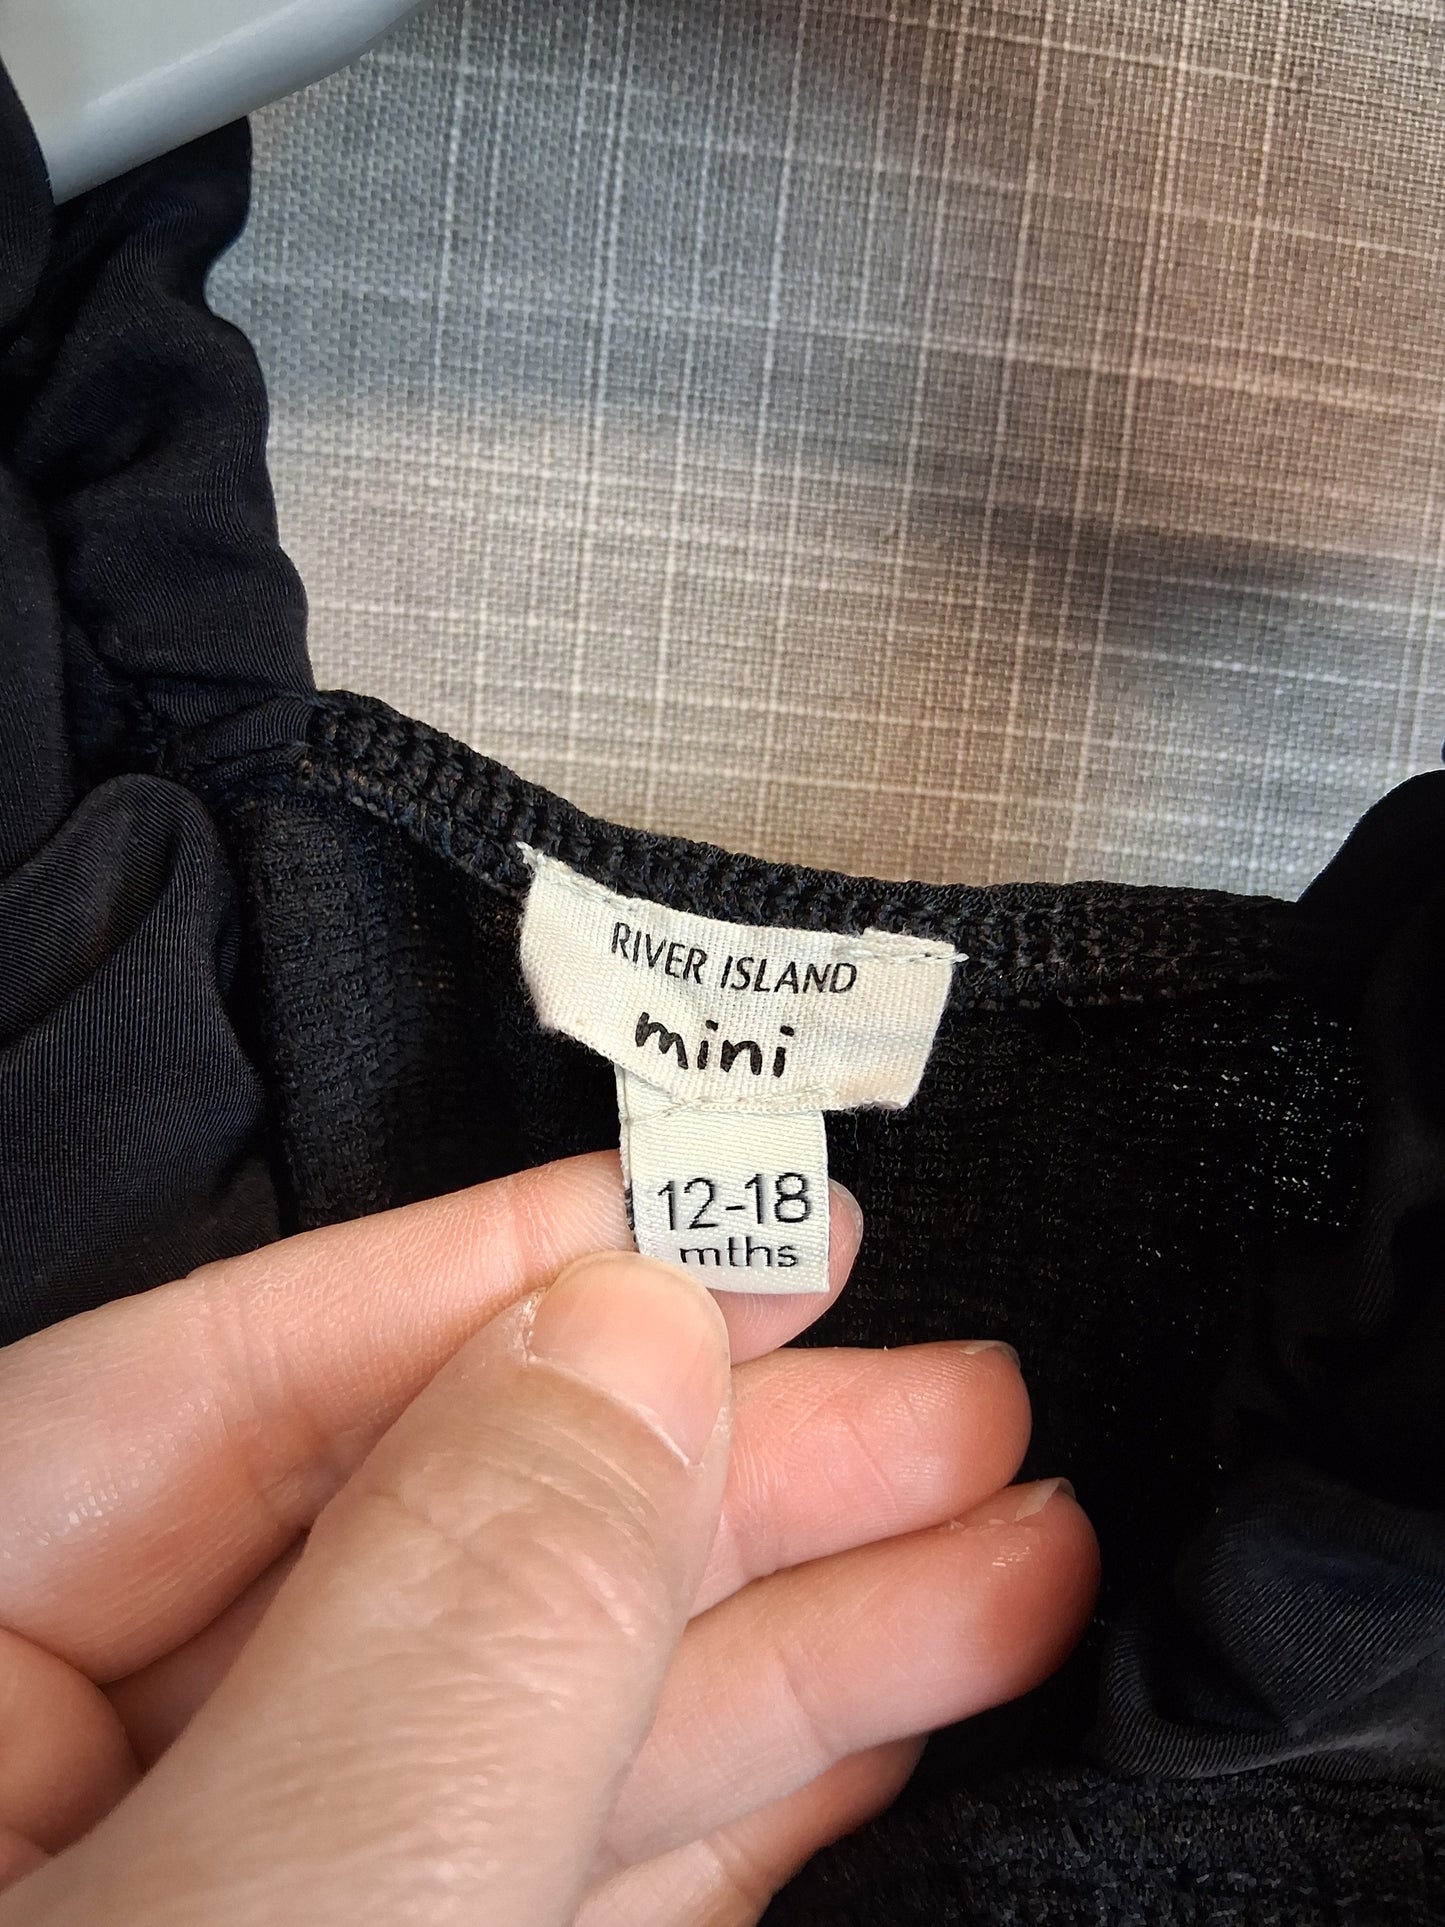 RIVER ISLAND
mini
12-18
mths